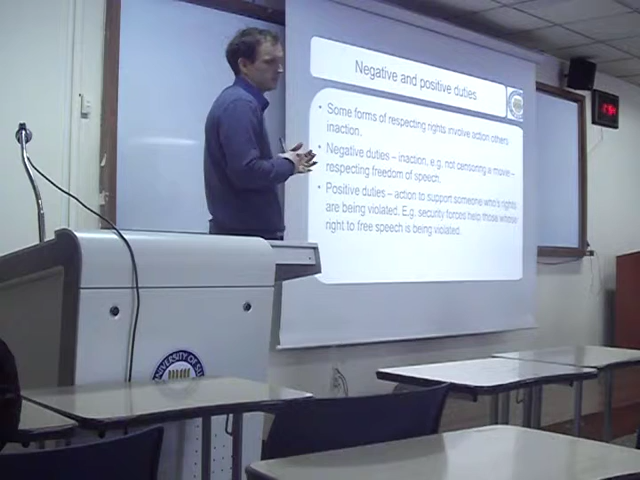 Negative and positive duties
• Some forms of respecting rights involve action others
inaction.
• Negative duties – inaction, e.g. not censoring a movie –
respecting freedom of speech.
• Positive duties – action to support someone who's rights
are being violated. E.g. security forces help those whose
right to free speech is being violated.
UNIVERSITY OF